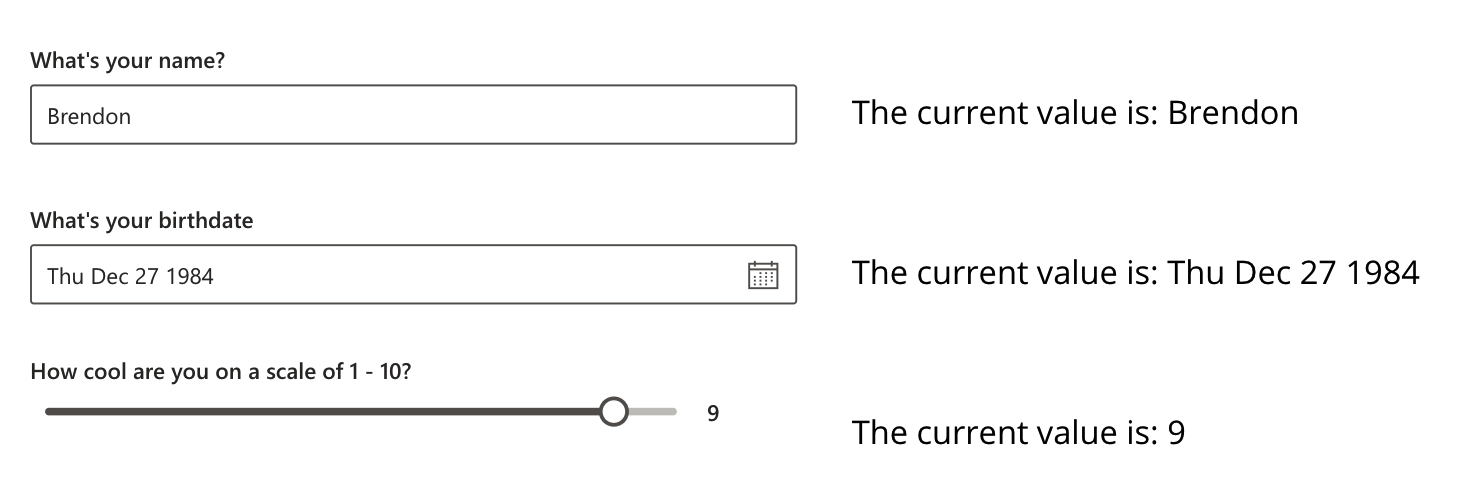 What's your name?
Brendon
The current value is: Brendon
What's your birthdate
Thu Dec 27 1984
The current value is: Thu Dec 27 1984
How cool are you on a scale of 1 - 10?
9
The current value is: 9